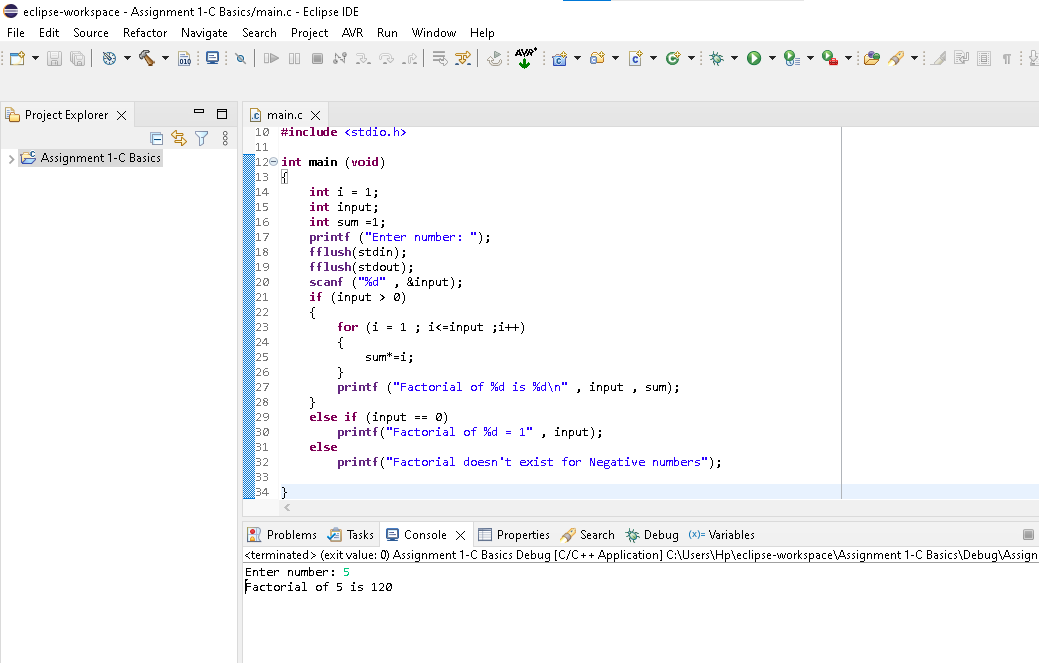 eclipse-workspace - Assignment 1-C Basics/main.c - Eclipse IDE
File Edit Source Refactor Navigate Search Project AVR Run Window Help
010 AVR
Project Explorer
main.c
Assignment 1-C Basics
10 #include <stdio.h>
11
12 int main (void)
13 {
14 int i = 1;
15 int input;
16 int sum =1;
17 printf ("Enter number: ");
18 fflush(stdin);
19 fflush(stdout);
20 scanf ("%d" , &input);
21 if (input > 0)
22 {
23 for (i = 1 ; i<=input ;i++)
24 {
25 sum*=i;
26 }
27 printf ("Factorial of %d is %d\n" , input , sum);
28 }
29 else if (input == 0)
30 printf("Factorial of %d = 1" , input);
31 else
32 printf("Factorial doesn't exist for Negative numbers");
33
34 }
Problems Tasks Console Properties Search Debug (x)= Variables
<terminated> (exit value: 0) Assignment 1-C Basics Debug [C/C++ Application] C:\Users\Hp\eclipse-workspace\Assignment 1-C Basics\Debug\Assign
Enter number: 5
Factorial of 5 is 120